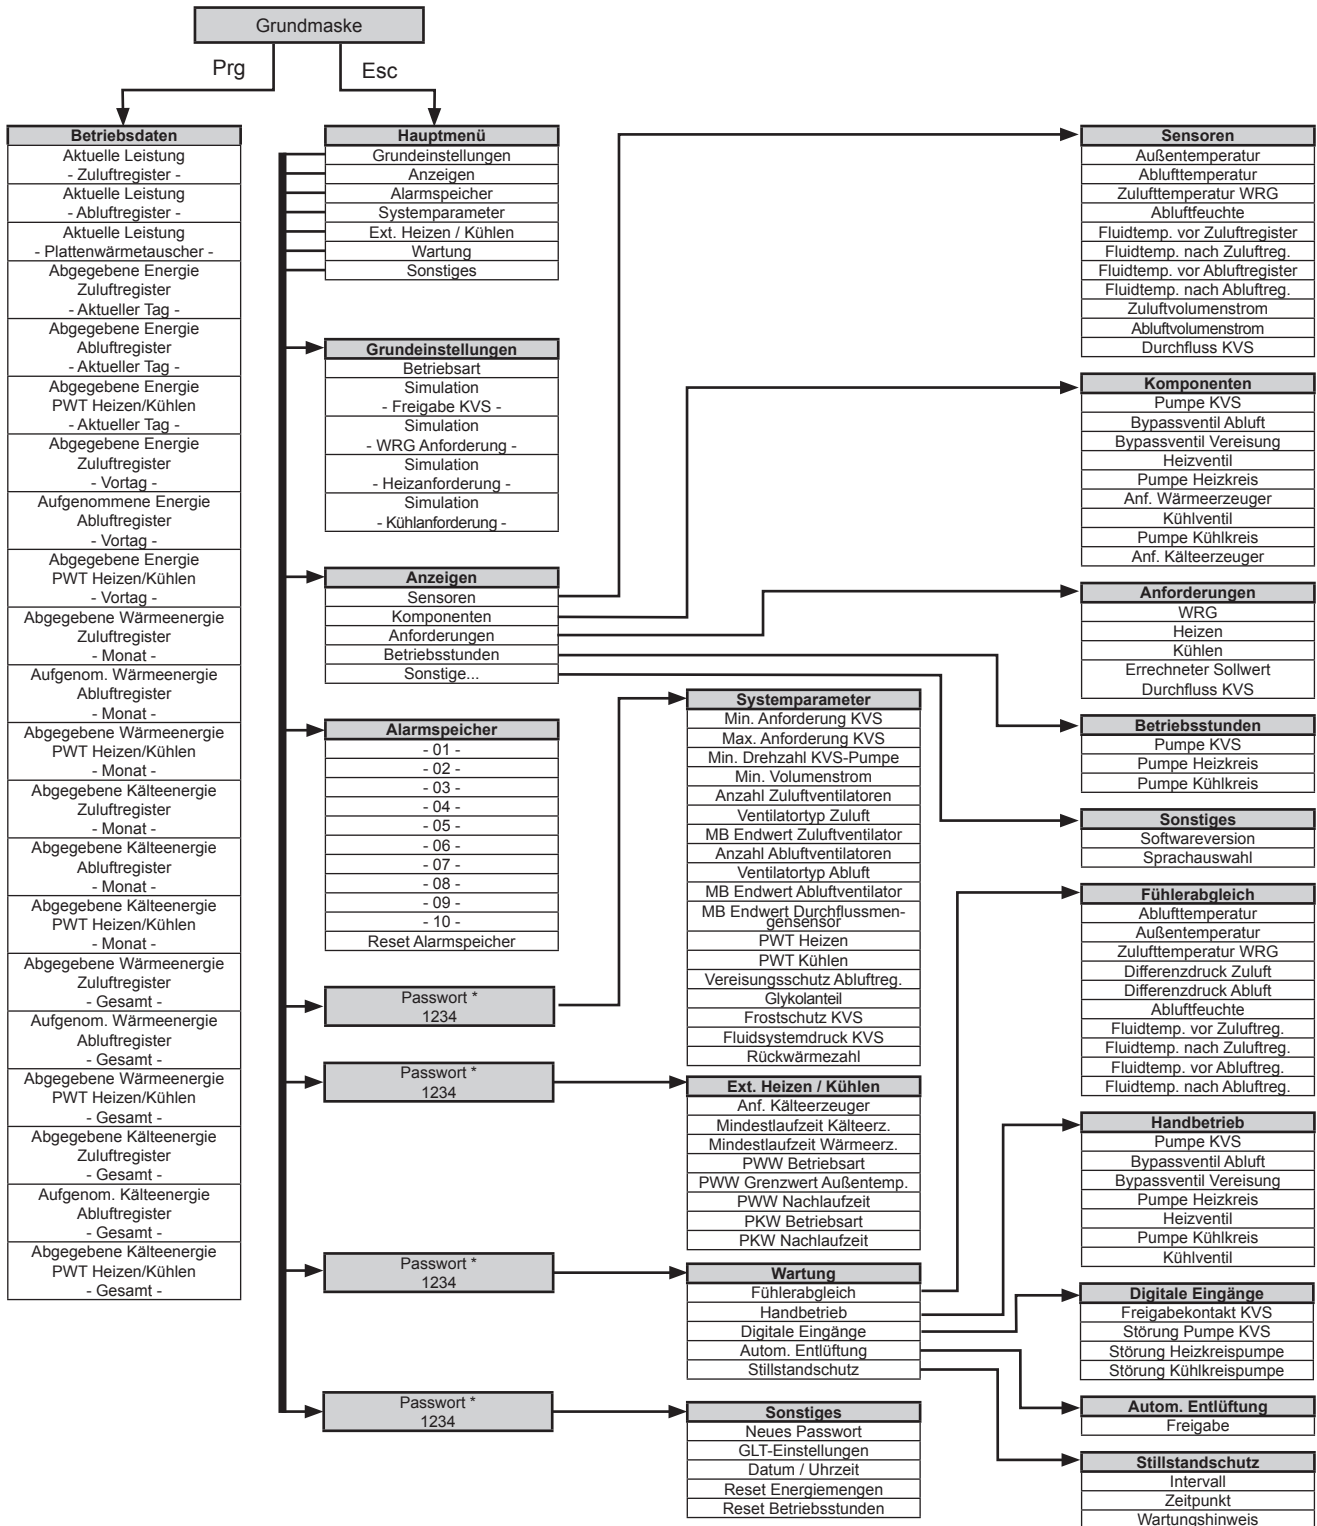 Grundmaske
Prg
Esc
Betriebsdaten
Aktuelle Leistung
- Zuluftregister -
Aktuelle Leistung
- Abluftregister -
Aktuelle Leistung
- Plattenwärmetauscher -
Abgegebene Energie
Zuluftregister
- Aktueller Tag -
Abgegebene Energie
Abluftregister
- Aktueller Tag -
Abgegebene Energie
PWT Heizen/Kühlen
- Aktueller Tag -
Abgegebene Energie
Zuluftregister
- Vortag -
Aufgenommene Energie
Abluftregister
- Vortag -
Abgegebene Energie
PWT Heizen/Kühlen
- Vortag -
Abgegebene Wärmeenergie
Zuluftregister
- Monat -
Aufgenom. Wärmeenergie
Abluftregister
- Monat -
Abgegebene Wärmeenergie
PWT Heizen/Kühlen
- Monat -
Abgegebene Kälteenergie
Zuluftregister
- Monat -
Abgegebene Kälteenergie
Abluftregister
- Monat -
Abgegebene Kälteenergie
PWT Heizen/Kühlen
- Monat -
Abgegebene Wärmeenergie
Zuluftregister
- Gesamt -
Aufgenom. Wärmeenergie
Abluftregister
- Gesamt -
Abgegebene Wärmeenergie
PWT Heizen/Kühlen
- Gesamt -
Abgegebene Kälteenergie
Zuluftregister
- Gesamt -
Aufgenom. Kälteenergie
Abluftregister
- Gesamt -
Abgegebene Kälteenergie
PWT Heizen/Kühlen
- Gesamt -
Hauptmenü
Grundeinstellungen
Anzeigen
Alarmspeicher
Systemparameter
Ext. Heizen / Kühlen
Wartung
Sonstiges
Grundeinstellungen
Betriebsart
Simulation
- Freigabe KVS -
Simulation
- WRG Anforderung -
Simulation
- Heizanforderung -
Simulation
- Kühlanforderung -
Anzeigen
Sensoren
Komponenten
Anforderungen
Betriebsstunden
Sonstige...
Alarmspeicher
- 01 -
- 02 -
- 03 -
- 04 -
- 05 -
- 06 -
- 07 -
- 08 -
- 09 -
- 10 -
Reset Alarmspeicher
Passwort *
1234
Passwort *
1234
Passwort *
1234
Passwort *
1234
Systemparameter
Min. Anforderung KVS
Max. Anforderung KVS
Min. Drehzahl KVS-Pumpe
Min. Volumenstrom
Anzahl Zuluftventilatoren
Ventilatortyp Zuluft
MB Endwert Zuluftventilator
Anzahl Abluftventilatoren
Ventilatortyp Abluft
MB Endwert Abluftventilator
MB Endwert Durchflussmen-
gensensor
PWT Heizen
PWT Kühlen
Vereisungsschutz Abluftreg.
Glykolanteil
Frostschutz KVS
Fluidsystemdruck KVS
Rückwärmezahl
Ext. Heizen / Kühlen
Anf. Kälteerzeuger
Mindestlaufzeit Kälteerz.
Mindestlaufzeit Wärmeerz.
PWW Betriebsart
PWW Grenzwert Außentemp.
PWW Nachlaufzeit
PKW Betriebsart
PKW Nachlaufzeit
Wartung
Fühlerabgleich
Handbetrieb
Digitale Eingänge
Autom. Entlüftung
Stillstandschutz
Sonstiges
Neues Passwort
GLT-Einstellungen
Datum / Uhrzeit
Reset Energiemengen
Reset Betriebsstunden
Sensoren
Außentemperatur
Ablufttemperatur
Zulufttemperatur WRG
Abluftfeuchte
Fluidtemp. vor Zuluftregister
Fluidtemp. nach Zuluftreg.
Fluidtemp. vor Abluftregister
Fluidtemp. nach Abluftreg.
Zuluftvolumenstrom
Abluftvolumenstrom
Durchfluss KVS
Komponenten
Pumpe KVS
Bypassventil Abluft
Bypassventil Vereisung
Heizventil
Pumpe Heizkreis
Anf. Wärmeerzeuger
Kühlventil
Pumpe Kühlkreis
Anf. Kälteerzeuger
Anforderungen
WRG
Heizen
Kühlen
Errechneter Sollwert
Durchfluss KVS
Betriebsstunden
Pumpe KVS
Pumpe Heizkreis
Pumpe Kühlkreis
Sonstiges
Softwareversion
Sprachauswahl
Fühlerabgleich
Ablufttemperatur
Außentemperatur
Zulufttemperatur WRG
Differenzdruck Zuluft
Differenzdruck Abluft
Abluftfeuchte
Fluidtemp. vor Zuluftreg.
Fluidtemp. nach Zuluftreg.
Fluidtemp. vor Abluftreg.
Fluidtemp. nach Abluftreg.
Handbetrieb
Pumpe KVS
Bypassventil Abluft
Bypassventil Vereisung
Pumpe Heizkreis
Heizventil
Pumpe Kühlkreis
Kühlventil
Digitale Eingänge
Freigabekontakt KVS
Störung Pumpe KVS
Störung Heizkreispumpe
Störung Kühlkreispumpe
Autom. Entlüftung
Freigabe
Stillstandschutz
Intervall
Zeitpunkt
Wartungshinweis